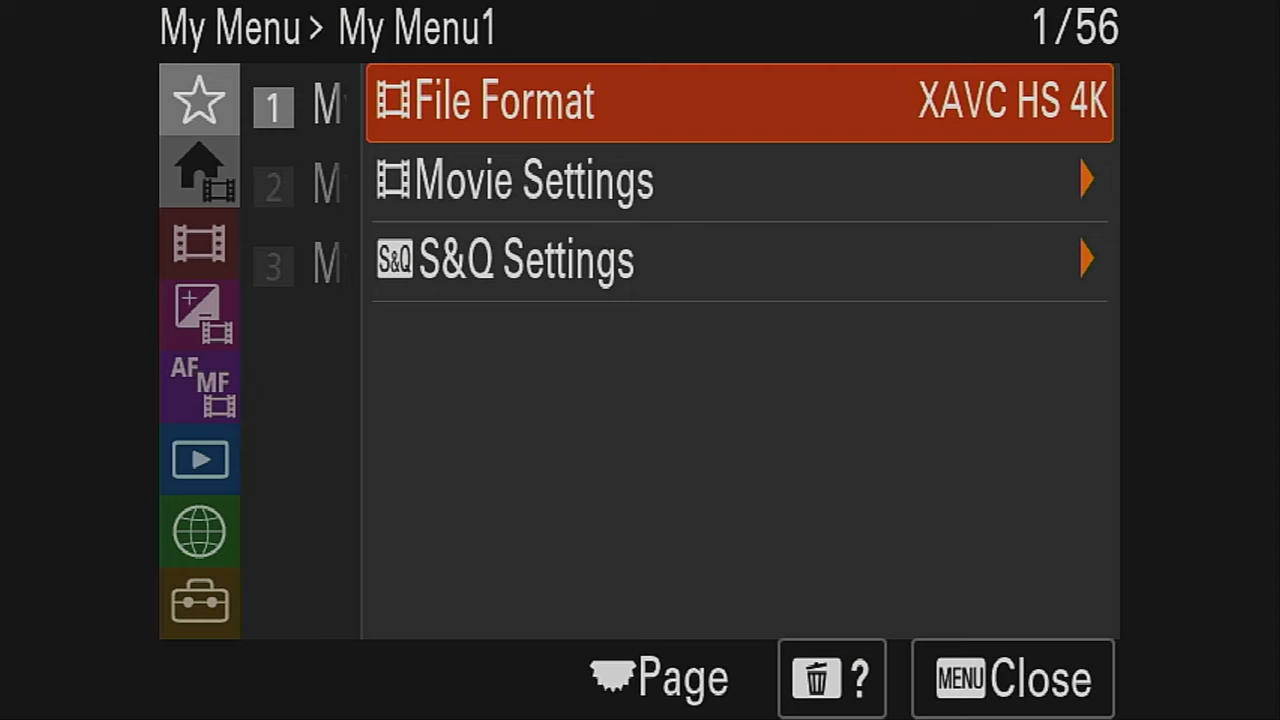 My Menu> My Menu1 1/56
1 M
2 M
3 M
File Format XAVC HS 4K
Movie Settings
S&Q S&Q Settings
AF MF
Page
?
MENU Close